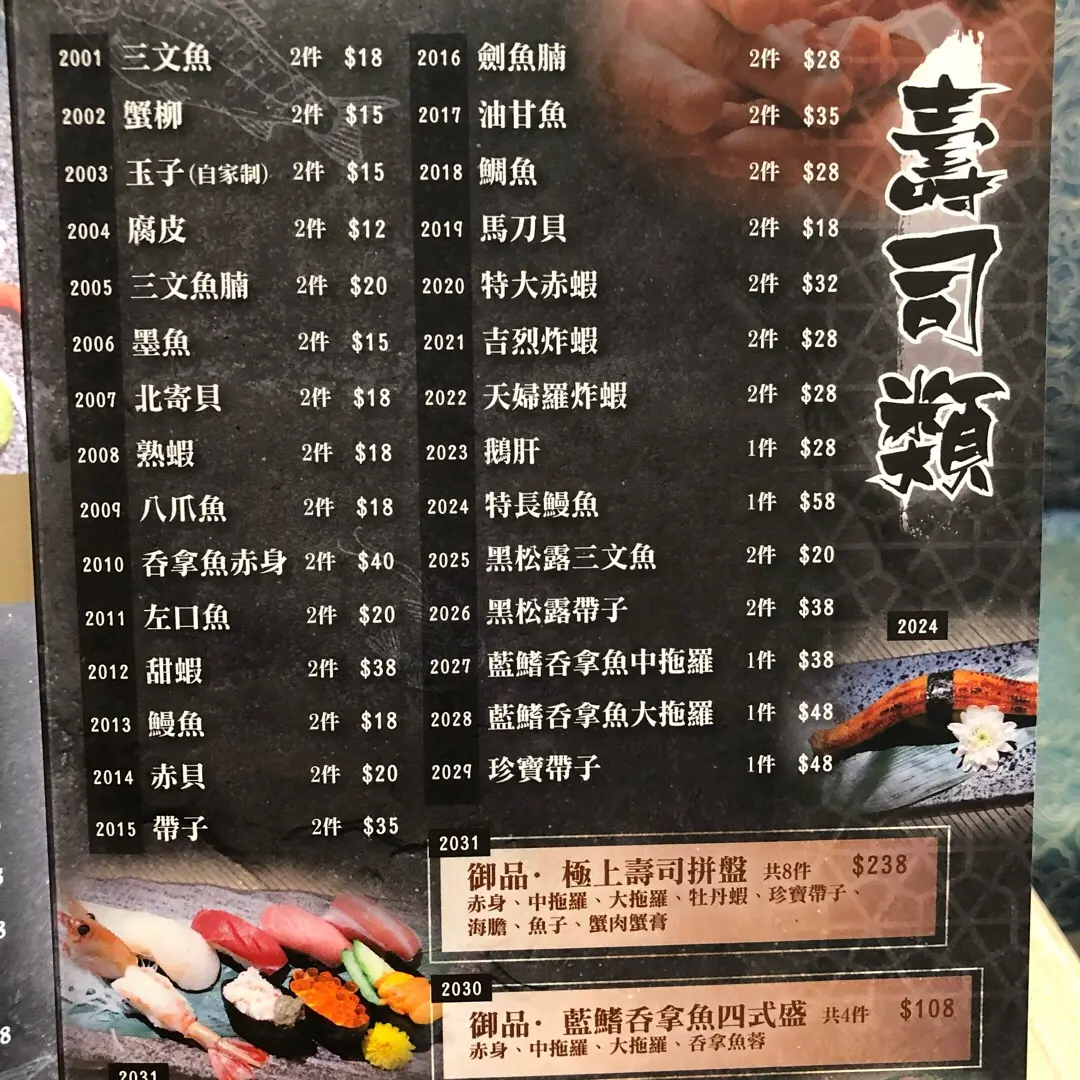 壽司類
2001 三文魚 2件 $18
2002 蟹柳 2件 $15
2003 玉子(自家制) 2件 $15
2004 腐皮 2件 $12
2005 三文魚腩 2件 $20
2006 墨魚 2件 $15
2007 北寄貝 2件 $18
2008 熟蝦 2件 $18
2009 八爪魚 2件 $18
2010 吞拿魚赤身 2件 $40
2011 左口魚 2件 $20
2012 甜蝦 2件 $38
2013 鰻魚 2件 $18
2014 赤貝 2件 $20
2015 帶子 2件 $35
2016 劍魚腩 2件 $28
2017 油甘魚 2件 $35
2018 鯛魚 2件 $28
2019 馬刀貝 2件 $18
2020 特大赤蝦 2件 $32
2021 吉烈炸蝦 2件 $28
2022 天婦羅炸蝦 2件 $28
2023 鵝肝 1件 $28
2024 特長鰻魚 1件 $58
2025 黑松露三文魚 2件 $20
2026 黑松露帶子 2件 $38
2027 藍鰭吞拿魚中拖羅 1件 $38
2028 藍鰭吞拿魚大拖羅 1件 $48
2029 珍寶帶子 1件 $48
2024
2031
御品·極上壽司拼盤 共8件 $238
赤身、中拖羅、大拖羅、牡丹蝦、珍寶帶子、
海膽、魚子、蟹肉蟹膏
2030
御品·藍鰭吞拿魚四式盛 共4件 $108
赤身、中拖羅、大拖羅、吞拿魚蓉
2031